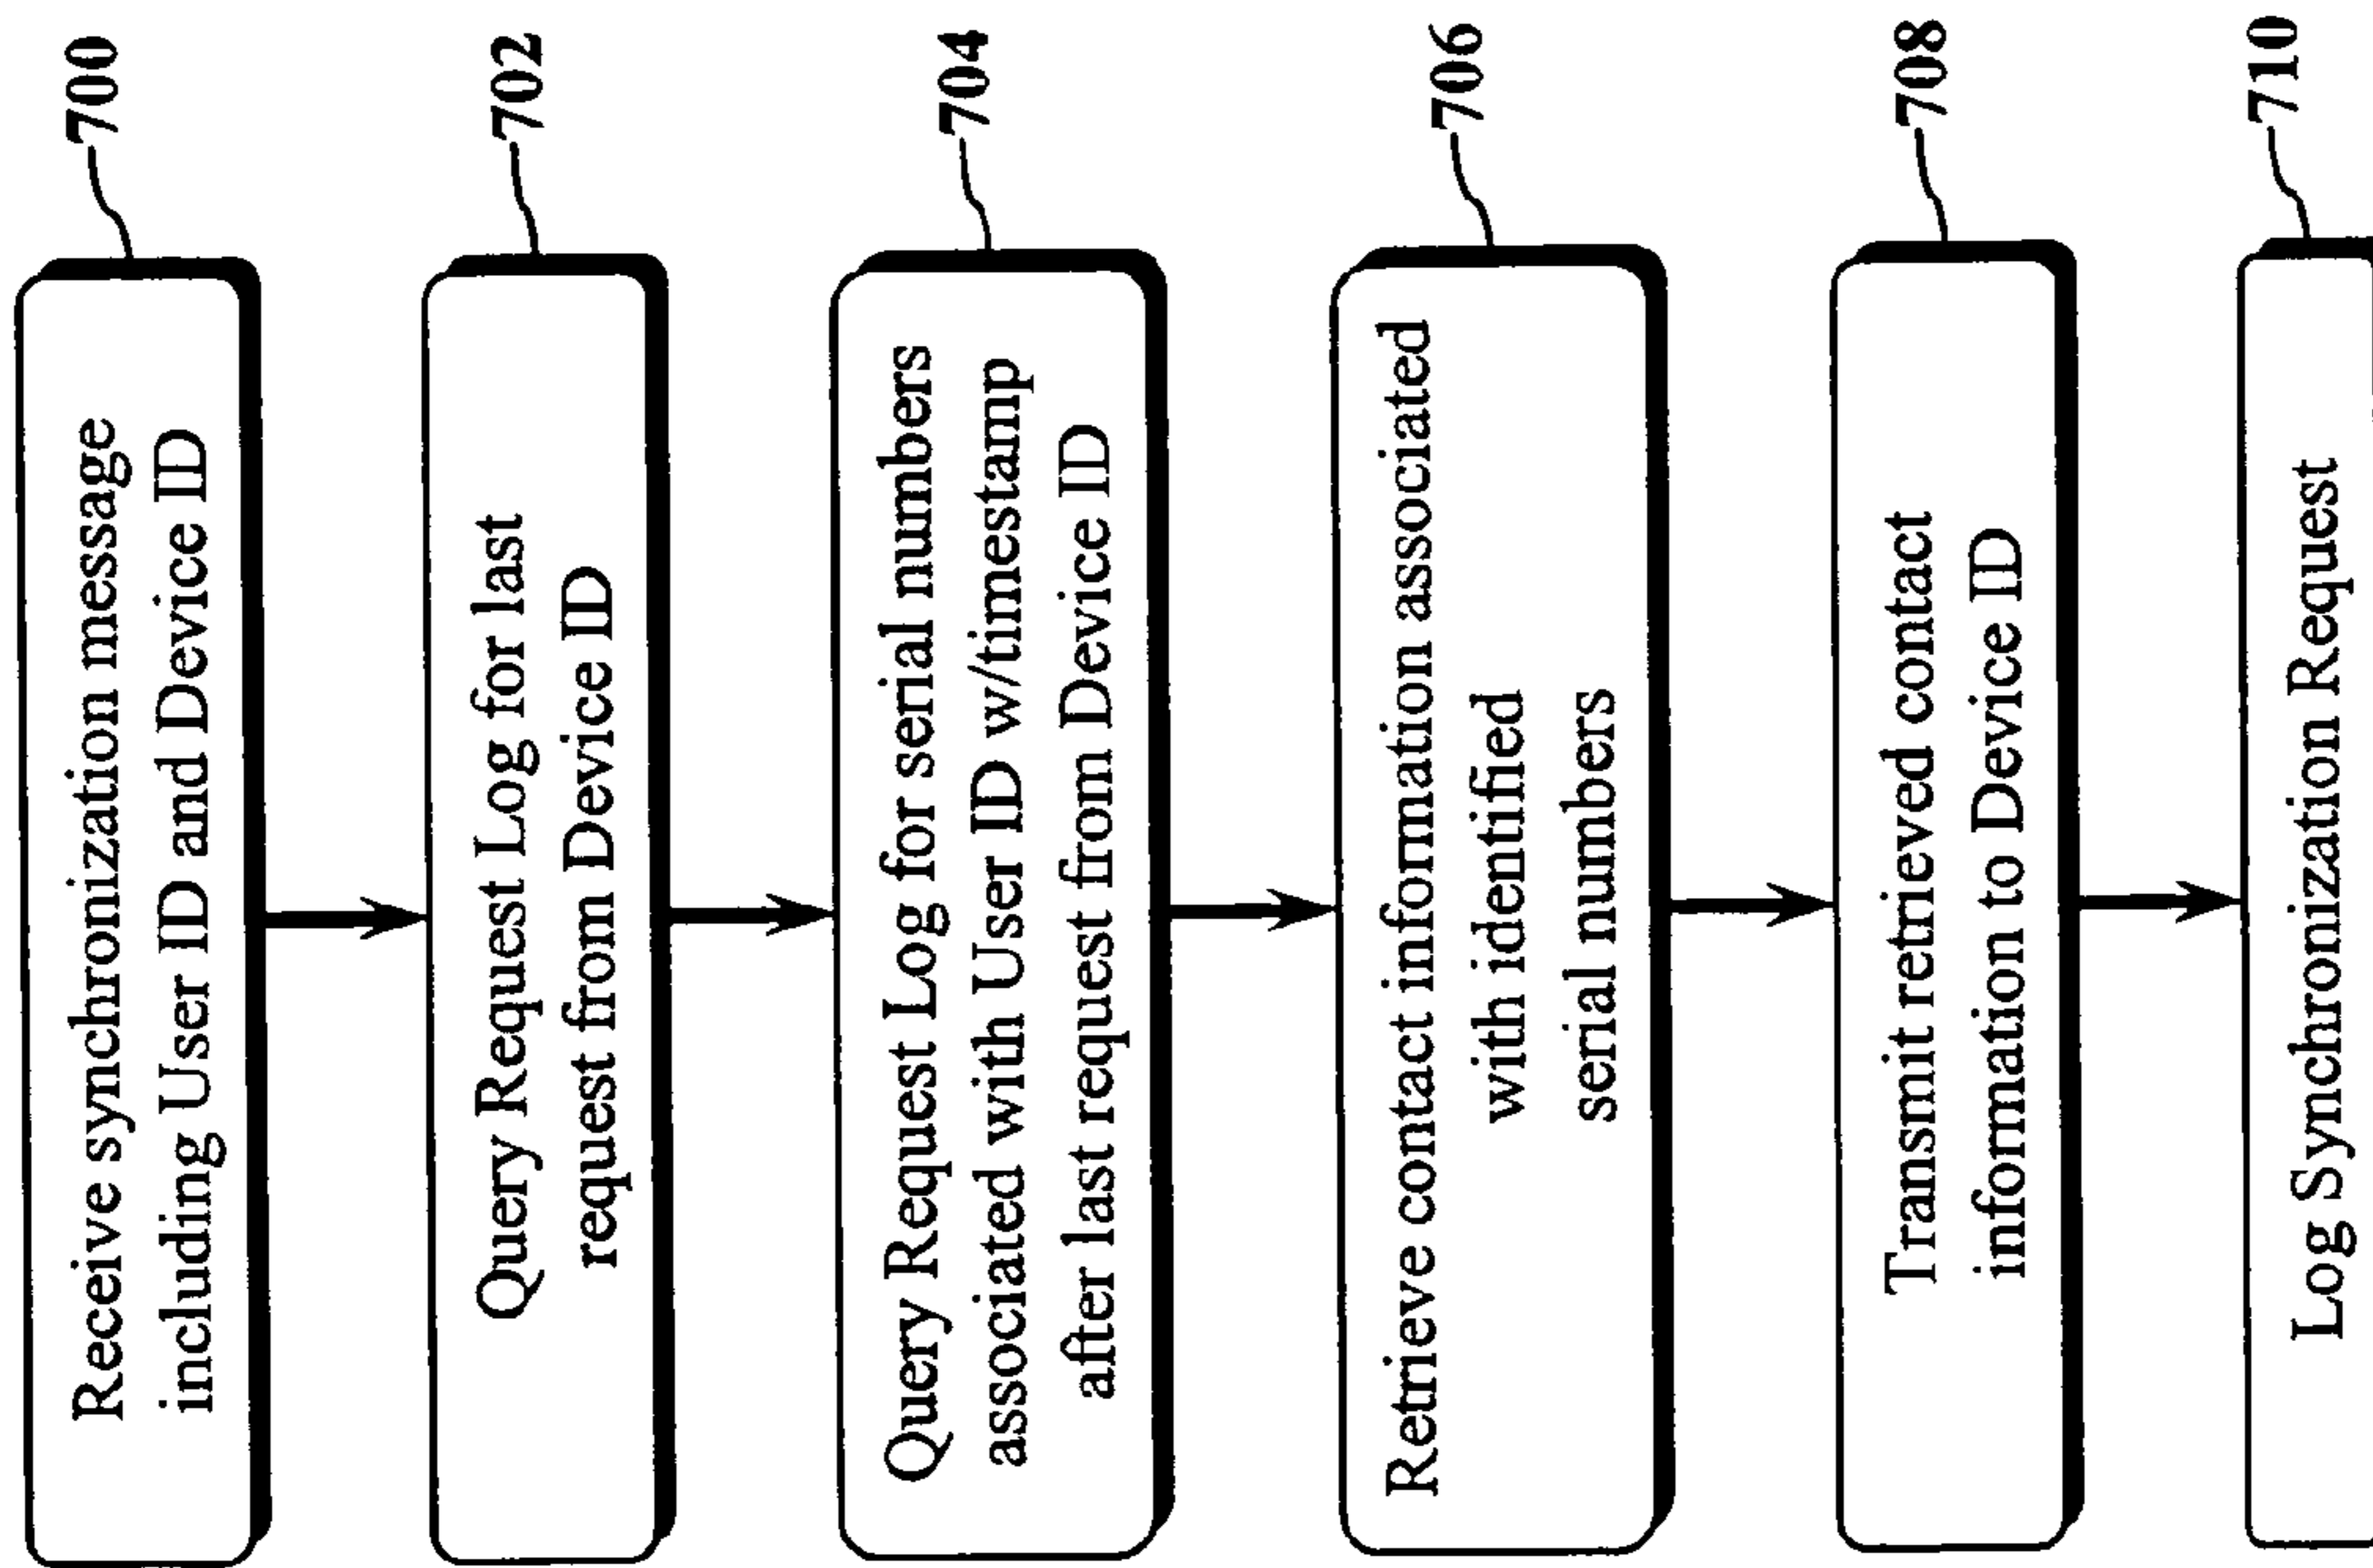 Receive synchronization message
including User ID and Device ID
700
Query Request Log for last
request from Device ID
702
Query Request Log for serial numbers
associated with User ID w/timestamp
after last request from Device ID
704
Retrieve contact information associated
with identified
serial numbers
706
Transmit retrieved contact
information to Device ID
708
Log Synchronization Request
710